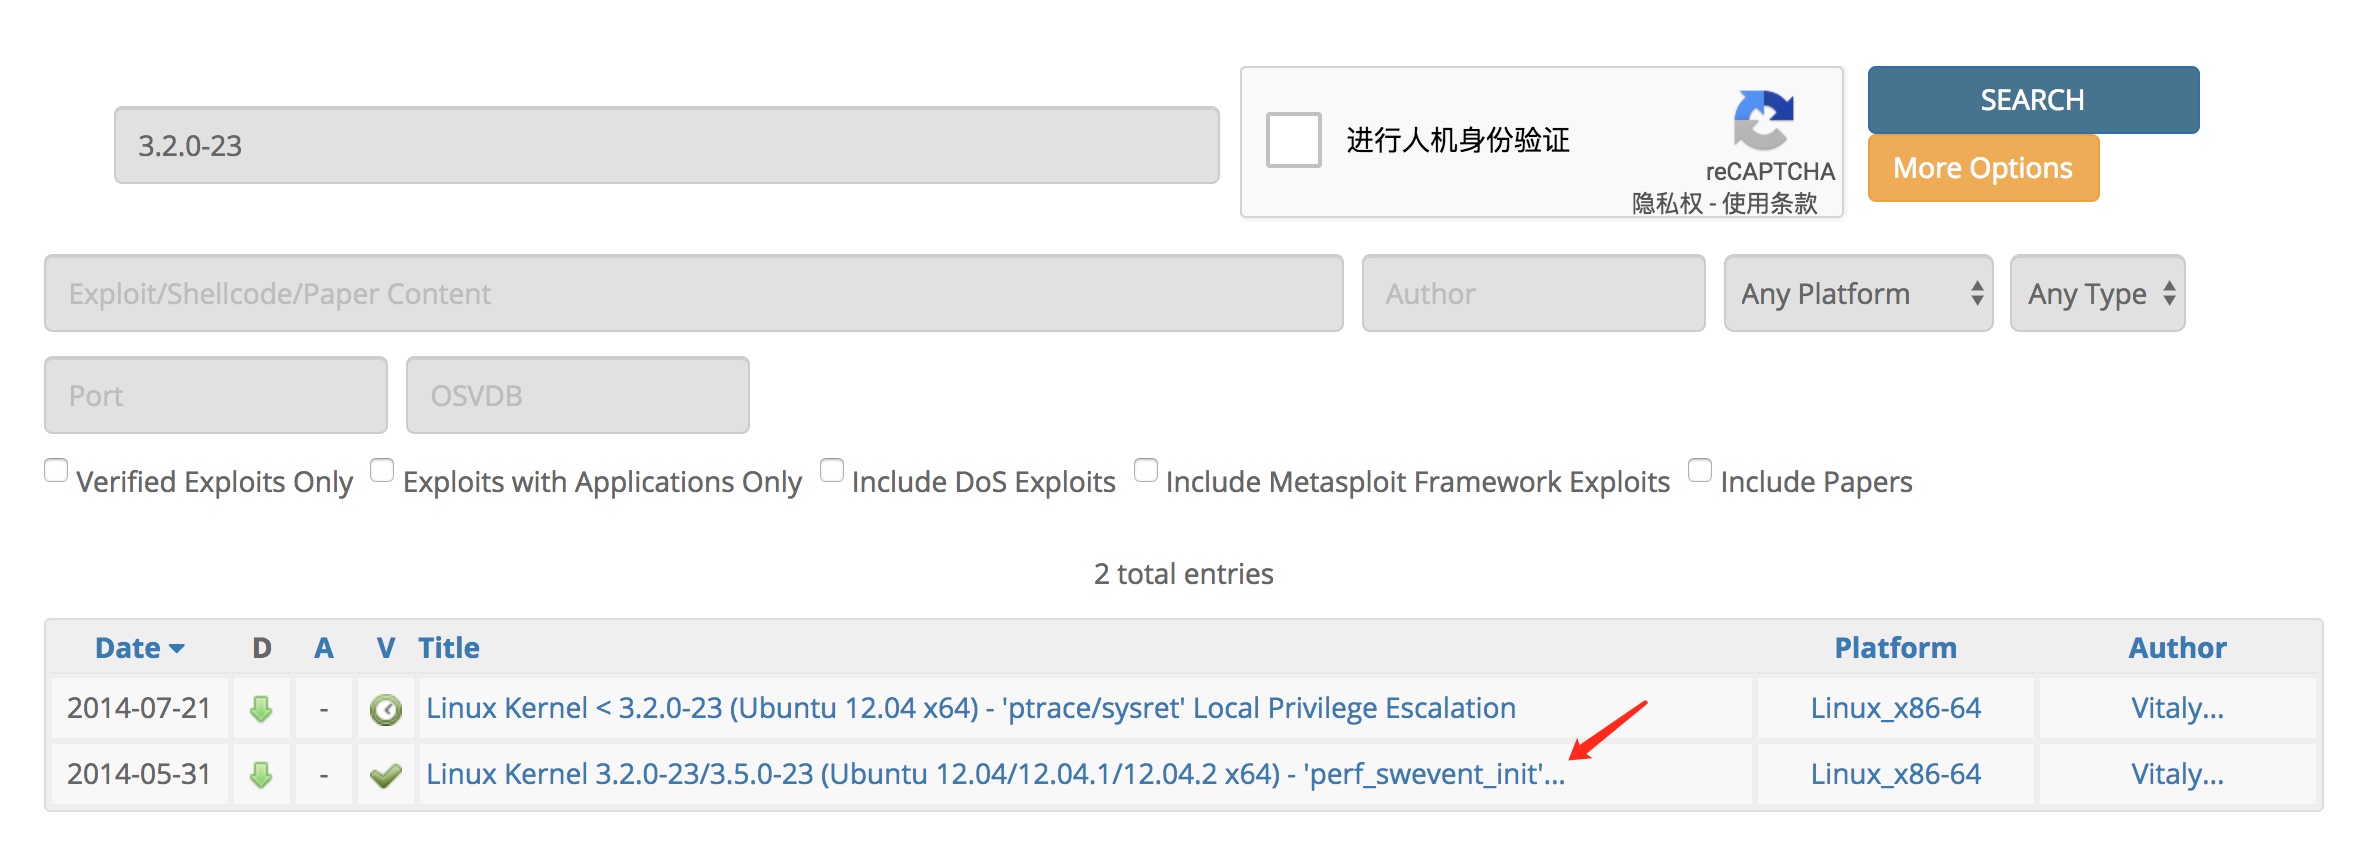 3.2.0-23
进行人机身份验证
reCAPTCHA
隐私权 - 使用条款
SEARCH
More Options
Exploit/Shellcode/Paper Content
Author
Any Platform
Any Type
Port
OSVDB
Verified Exploits Only
Exploits with Applications Only
Include DoS Exploits
Include Metasploit Framework Exploits
Include Papers
2 total entries
Date D A V Title Platform Author
2014-07-21 - Linux Kernel < 3.2.0-23 (Ubuntu 12.04 x64) - 'ptrace/sysret' Local Privilege Escalation Linux_x86-64 Vitaly...
2014-05-31 - Linux Kernel 3.2.0-23/3.5.0-23 (Ubuntu 12.04/12.04.1/12.04.2 x64) - 'perf_swevent_init'... Linux_x86-64 Vitaly...